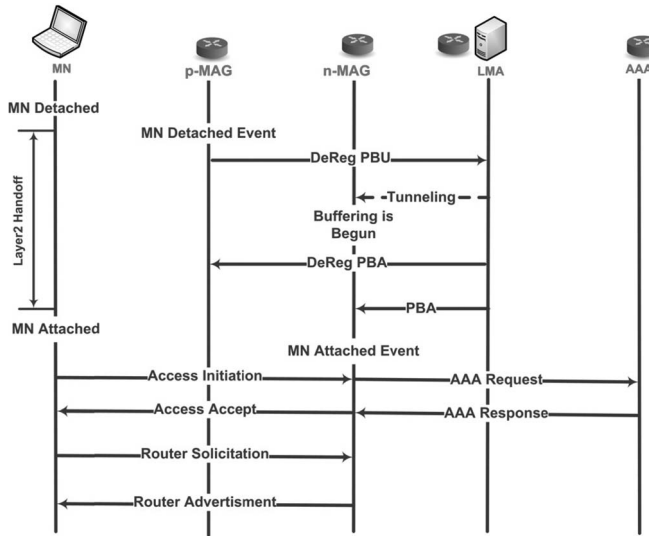 MN
p-MAG
n-MAG
LMA
AAA
MN Detached
MN Detached Event
DeReg PBU
Layer2 Handoff
Tunneling
Buffering is
Begun
DeReg PBA
PBA
MN Attached
MN Attached Event
Access Initiation
AAA Request
Access Accept
AAA Response
Router Solicitation
Router Advertisment